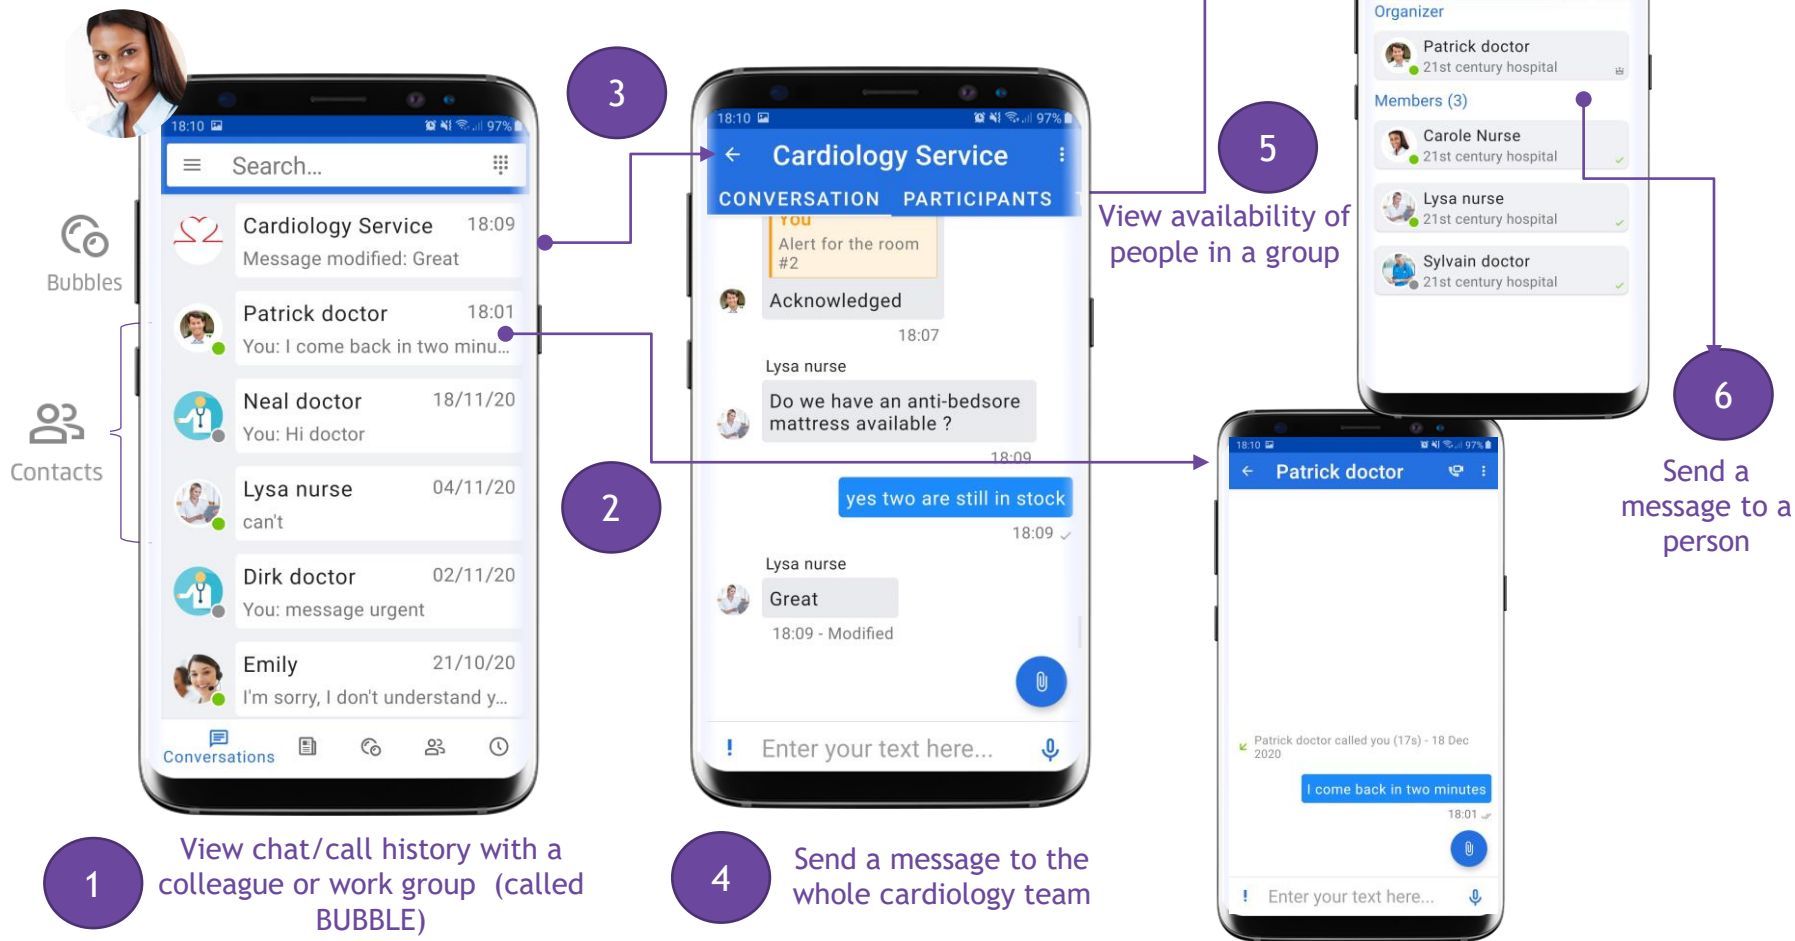 18:10
97%
Search...
Cardiology Service 18:09
Message modified: Great
Patrick doctor 18:01
You: I come back in two minu...
Neal doctor 18/11/20
You: Hi doctor
Lysa nurse 04/11/20
can't
Dirk doctor 02/11/20
You: message urgent
Emily 21/10/20
I'm sorry, I don't understand y...
Conversations
Bubbles
Contacts
1
View chat/call history with a
colleague or work group (called
BUBBLE)
2
3
18:10
97%
Cardiology Service
CONVERSATION PARTICIPANTS
You
Alert for the room
#2
Acknowledged
18:07
Lysa nurse
Do we have an anti-bedsore
mattress available ?
18:09
yes two are still in stock
18:09
Lysa nurse
Great
18:09 - Modified
Enter your text here...
4
Send a message to the
whole cardiology team
5
View availability of
people in a group
Organizer
Patrick doctor
21st century hospital
Members (3)
Carole Nurse
21st century hospital
Lysa nurse
21st century hospital
Sylvain doctor
21st century hospital
6
Send a
message to a
person
18:10
97%
Patrick doctor
Patrick doctor called you (17s) - 18 Dec
2020
I come back in two minutes
18:01
Enter your text here...